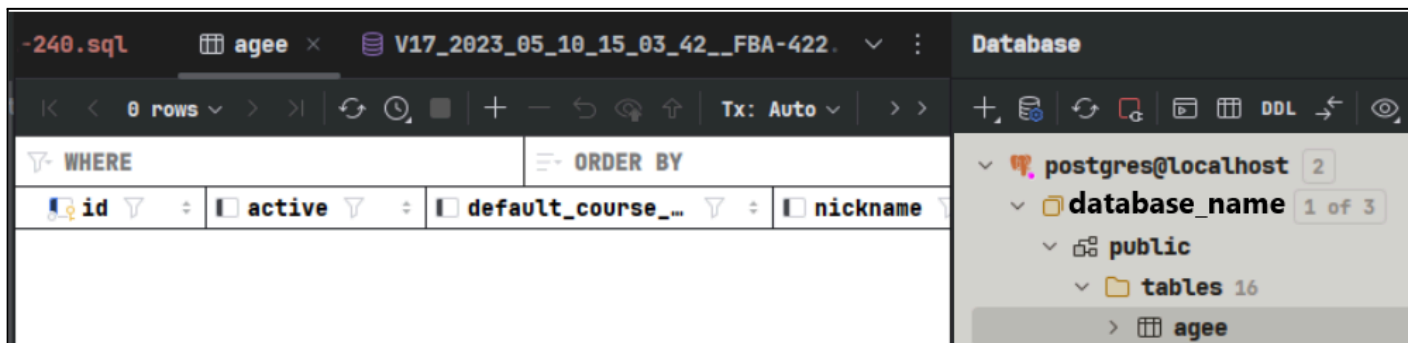 -240.sql agee V17_2023_05_10_15_03_42__FBA-422.
0 rows Tx: Auto
WHERE ORDER BY
id active default_course_… nickname
Database
DDL
postgres@localhost 2
database_name 1 of 3
public
tables 16
agee